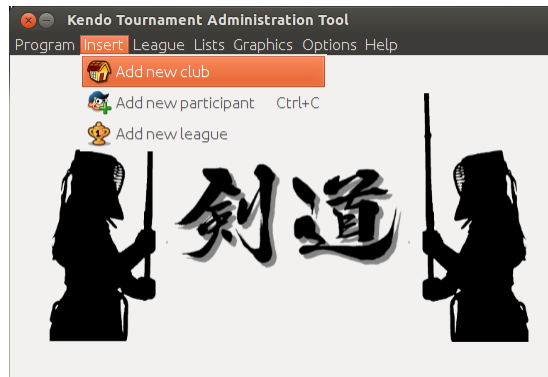 Kendo Tournament Administration Tool
Program Insert League Lists Graphics Options Help
Add new club
Add new participant Ctrl+C
Add new league
剣道